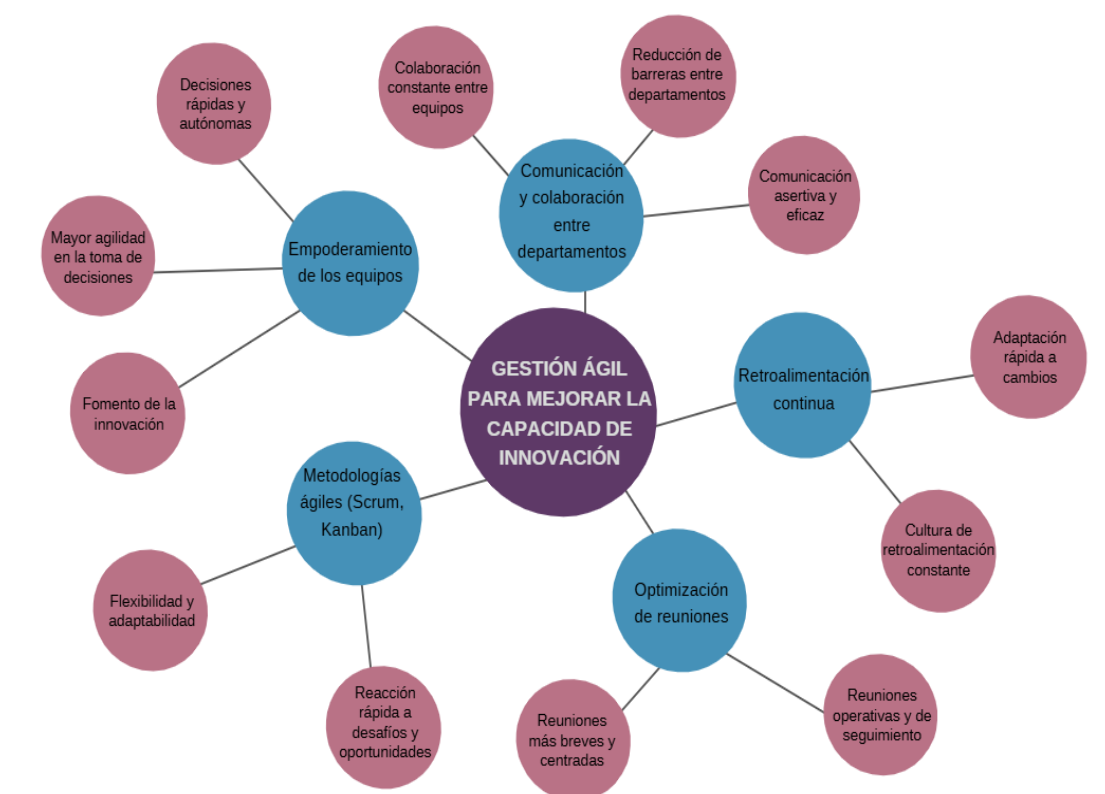 Reducción de
barreras entre
departamentos
Colaboración
constante entre
equipos
Decisiones
rápidas y
autónomas
Comunicación
y colaboración
entre
departamentos
Comunicación
asertiva y
eficaz
Mayor agilidad
en la toma de
decisiones
Empoderamiento
de los equipos
Adaptación
rápida a
cambios
GESTIÓN ÁGIL
PARA MEJORAR LA
CAPACIDAD DE
INNOVACIÓN
Retroalimentación
continua
Fomento de la
innovación
Metodologías
ágiles (Scrum,
Kanban)
Cultura de
retroalimentación
constante
Flexibilidad y
adaptabilidad
Optimización
de reuniones
Reacción
rápida a
desafíos y
oportunidades
Reuniones
más breves y
centradas
Reuniones
operativas y de
seguimiento